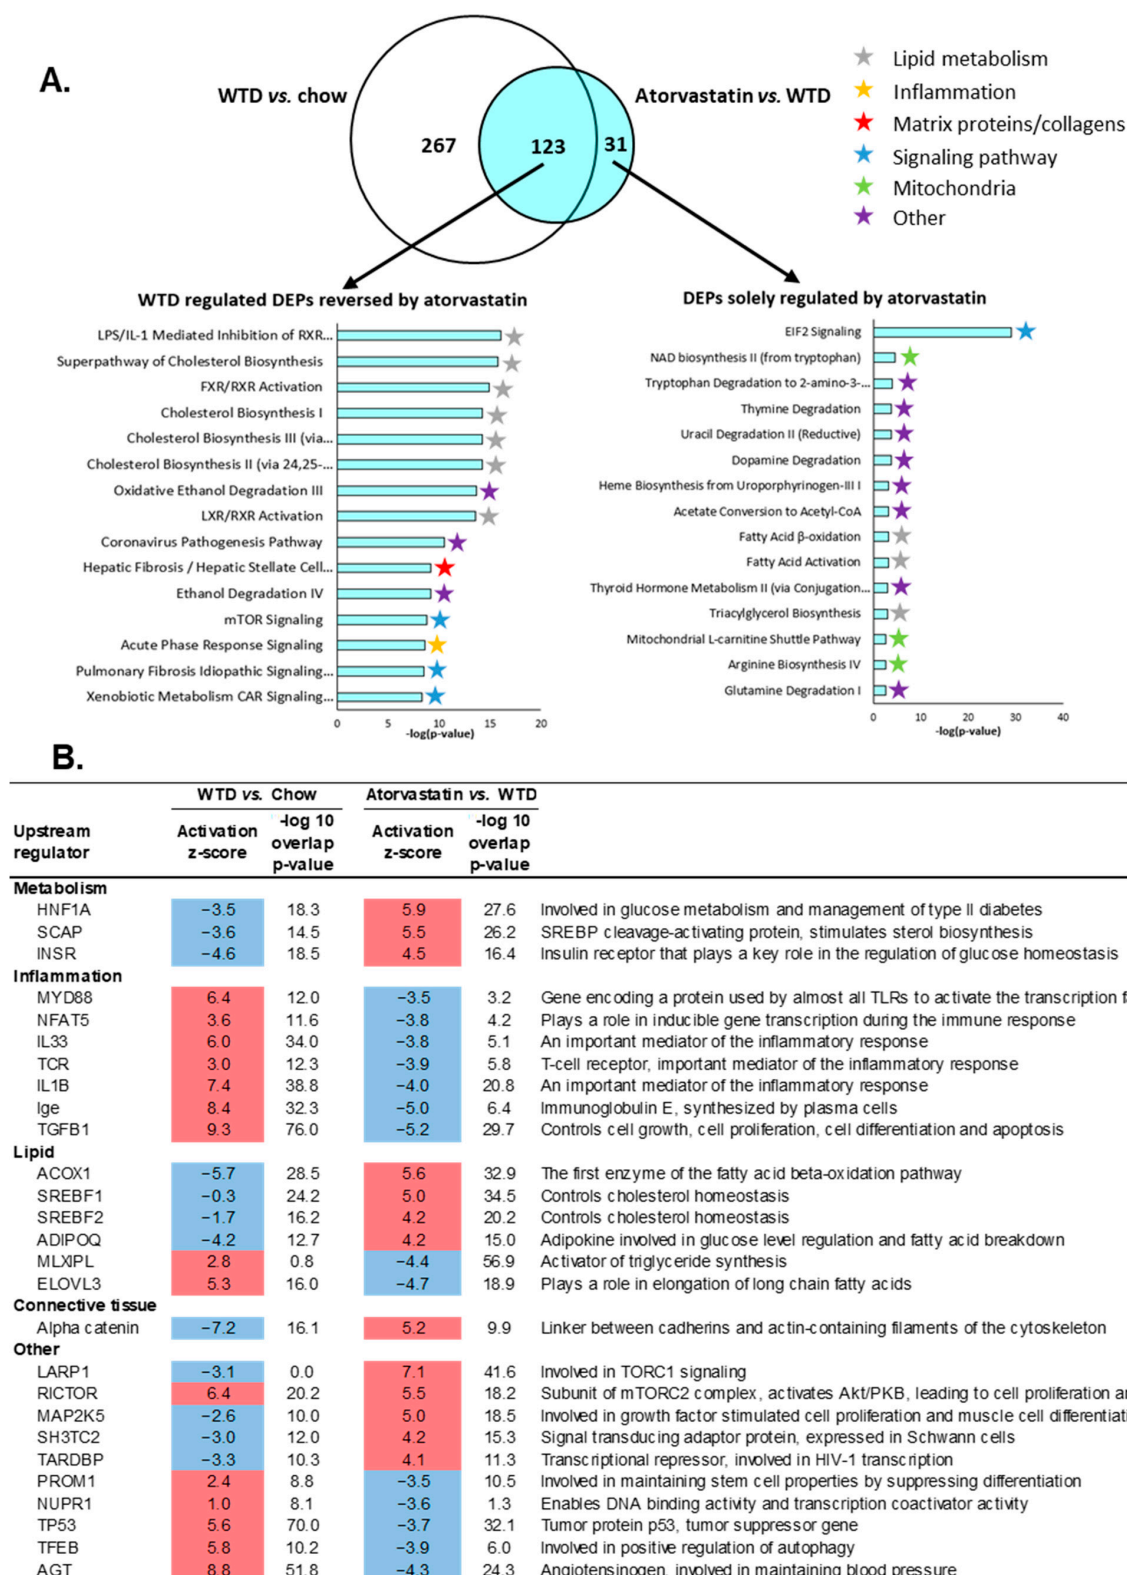 A.
WTD vs. chow
Atorvastatin vs. WTD
267
123
31
Lipid metabolism
Inflammation
Matrix proteins/collagens
Signaling pathway
Mitochondria
Other
WTD regulated DEPs reversed by atorvastatin
LPS/IL-1 Mediated Inhibition of RXR...
Superpathway of Cholesterol Biosynthesis
FXR/RXR Activation
Cholesterol Biosynthesis I
Cholesterol Biosynthesis III (via...
Cholesterol Biosynthesis II (via 24,25-...
Oxidative Ethanol Degradation III
LXR/RXR Activation
Coronavirus Pathogenesis Pathway
Hepatic Fibrosis / Hepatic Stellate Cell...
Ethanol Degradation IV
mTOR Signaling
Acute Phase Response Signaling
Pulmonary Fibrosis Idiopathic Signaling...
Xenobiotic Metabolism CAR Signaling...
0 5 10 15 20
-log(p-value)
DEPs solely regulated by atorvastatin
EIF2 Signaling
NAD biosynthesis II (from tryptophan)
Tryptophan Degradation to 2-amino-3-...
Thymine Degradation
Uracil Degradation II (Reductive)
Dopamine Degradation
Heme Biosynthesis from Uroporphyrinogen-III I
Acetate Conversion to Acetyl-CoA
Fatty Acid β-oxidation
Fatty Acid Activation
Thyroid Hormone Metabolism II (via Conjugation...
Triacylglycerol Biosynthesis
Mitochondrial L-carnitine Shuttle Pathway
Arginine Biosynthesis IV
Glutamine Degradation I
0 10 20 30 40
-log(p-value)
B.
WTD vs. Chow Atorvastatin vs. WTD
Upstream regulator Activation z-score -log 10 overlap p-value Activation z-score -log 10 overlap p-value
Metabolism
HNF1A −3.5 18.3 5.9 27.6 Involved in glucose metabolism and management of type II diabetes
SCAP −3.6 14.5 5.5 26.2 SREBP cleavage-activating protein, stimulates sterol biosynthesis
INSR −4.6 18.5 4.5 16.4 Insulin receptor that plays a key role in the regulation of glucose homeostasis
Inflammation
MYD88 6.4 12.0 −3.5 3.2 Gene encoding a protein used by almost all TLRs to activate the transcription f
NFAT5 3.6 11.6 −3.8 4.2 Plays a role in inducible gene transcription during the immune response
IL33 6.0 34.0 −3.8 5.1 An important mediator of the inflammatory response
TCR 3.0 12.3 −3.9 5.8 T-cell receptor, important mediator of the inflammatory response
IL1B 7.4 38.8 −4.0 20.8 An important mediator of the inflammatory response
Ige 8.4 32.3 −5.0 6.4 Immunoglobulin E, synthesized by plasma cells
TGFB1 9.3 76.0 −5.2 29.7 Controls cell growth, cell proliferation, cell differentiation and apoptosis
Lipid
ACOX1 −5.7 28.5 5.6 32.9 The first enzyme of the fatty acid beta-oxidation pathway
SREBF1 −0.3 24.2 5.0 34.5 Controls cholesterol homeostasis
SREBF2 −1.7 16.2 4.2 20.2 Controls cholesterol homeostasis
ADIPOQ −4.2 12.7 4.2 15.0 Adipokine involved in glucose level regulation and fatty acid breakdown
MLXIPL 2.8 0.8 −4.4 56.9 Activator of triglyceride synthesis
ELOVL3 5.3 16.0 −4.7 18.9 Plays a role in elongation of long chain fatty acids
Connective tissue
Alpha catenin −7.2 16.1 5.2 9.9 Linker between cadherins and actin-containing filaments of the cytoskeleton
Other
LARP1 −3.1 0.0 7.1 41.6 Involved in TORC1 signaling
RICTOR 6.4 20.2 5.5 18.2 Subunit of mTORC2 complex, activates Akt/PKB, leading to cell proliferation a
MAP2K5 −2.6 10.0 5.0 18.5 Involved in growth factor stimulated cell proliferation and muscle cell differentiati
SH3TC2 −3.0 12.0 4.2 15.3 Signal transducing adaptor protein, expressed in Schwann cells
TARDBP −3.3 10.3 4.1 11.3 Transcriptional repressor, involved in HIV-1 transcription
PROM1 2.4 8.8 −3.5 10.5 Involved in maintaining stem cell properties by suppressing differentiation
NUPR1 1.0 8.1 −3.6 1.3 Enables DNA binding activity and transcription coactivator activity
TP53 5.6 70.0 −3.7 32.1 Tumor protein p53, tumor suppressor gene
TFEB 5.8 10.2 −3.9 6.0 Involved in positive regulation of autophagy
AGT 8.8 51.8 −4.3 24.3 Angiotensinogen, involved in maintaining blood pressure